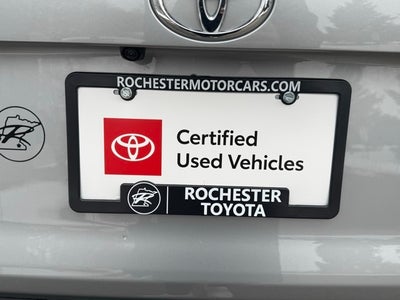 ROCHESTERMOTORCARS.COM
Certified
Used Vehicles
ROCHESTER
TOYOTA